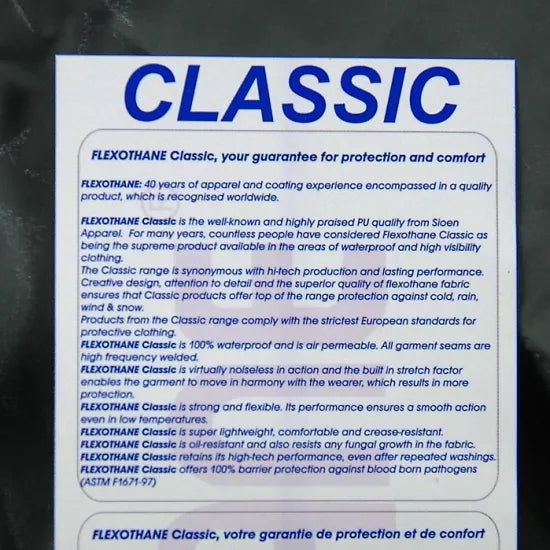 CLASSIC
FLEXOTHANE Classic, your guarantee for protection and comfort
FLEXOTHANE: 40 years of apparel and coating experience encompassed in a quality
product, which is recognised worldwide.
FLEXOTHANE Classic is the well-known and highly praised PU quality from Sioen
Apparel. For many years, countless people have considered Flexothane Classic as
being the supreme product available in the areas of waterproof and high visibility
clothing.
The Classic range is synonymous with hi-tech production and lasting performance.
Creative design, attention to detail and the superior quality of flexothane fabric
ensures that Classic products offer top of the range protection against cold, rain,
wind & snow.
Products from the Classic range comply with the strictest European standards for
protective clothing.
FLEXOTHANE Classic is 100% waterproof and is air permeable. All garment seams are
high frequency welded.
FLEXOTHANE Classic is virtually noiseless in action and the built in stretch factor
enables the garment to move in harmony with the wearer, which results in more
protection.
FLEXOTHANE Classic is strong and flexible. Its performance ensures a smooth action
even in low temperatures.
FLEXOTHANE Classic is super lightweight, comfortable and crease-resistant.
FLEXOTHANE Classic is oil-resistant and also resists any fungal growth in the fabric.
FLEXOTHANE Classic retains its high-tech performance, even after repeated washings.
FLEXOTHANE Classic offers 100% barrier protection against blood born pathogens
(ASTM F1671-97)
FLEXOTHANE Classic, votre garantie de protection et de confort